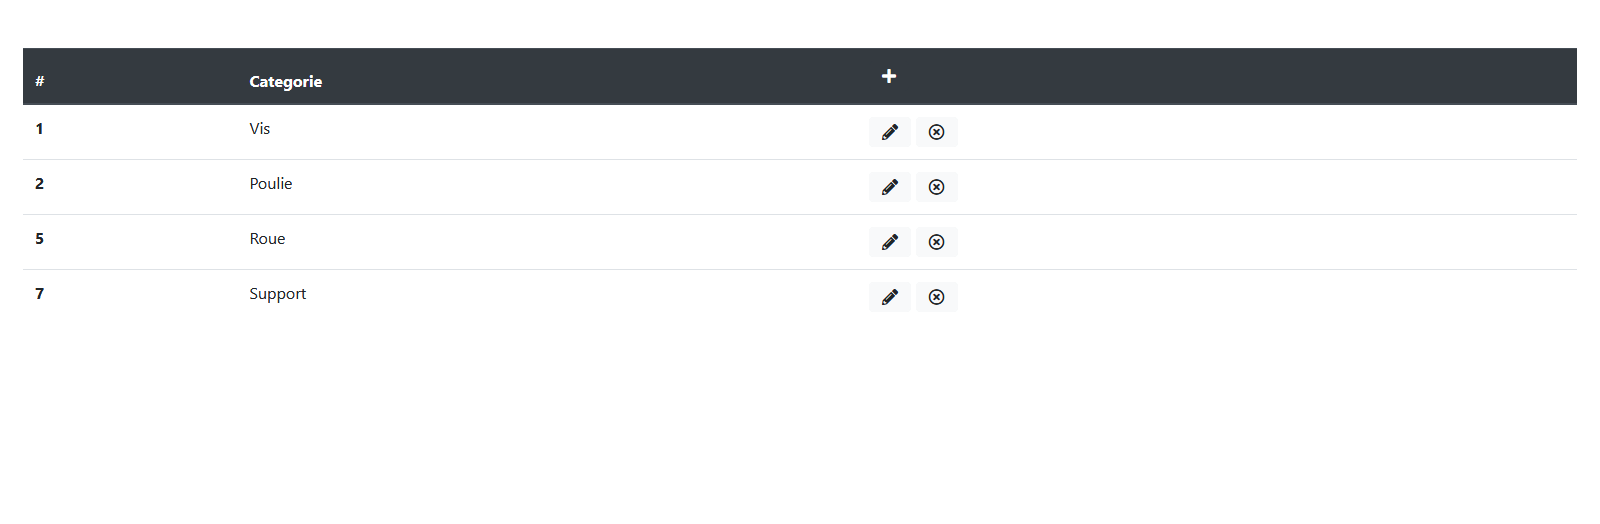 # Categorie
1 Vis
2 Poulie
5 Roue
7 Support